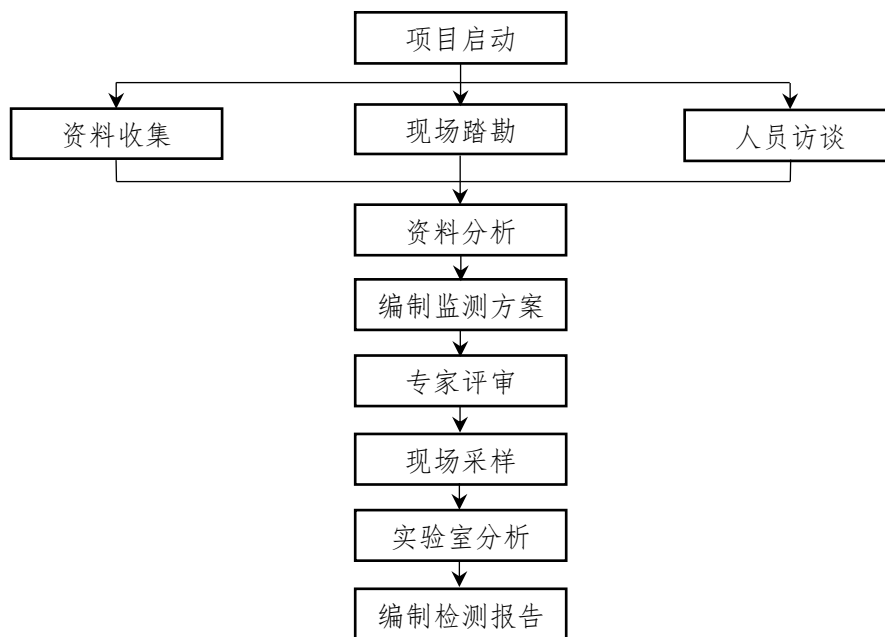 项目启动
资料收集
现场踏勘
人员访谈
资料分析
编制监测方案
专家评审
现场采样
实验室分析
编制检测报告